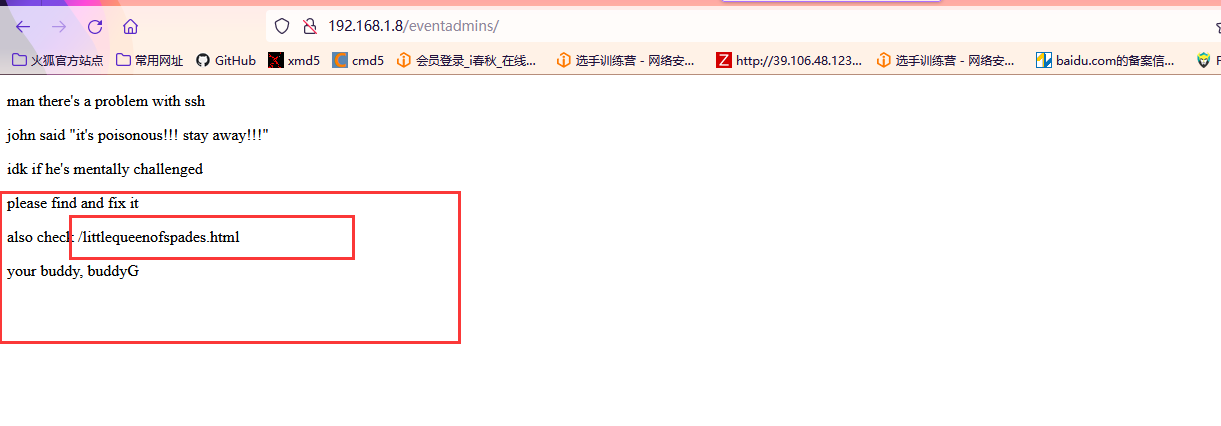 192.168.1.8/eventadmins/
火狐官方站点 常用网址 GitHub xmd5 cmd5 会员登录_i春秋_在线... 选手训练营 - 网络安... http://39.106.48.123... 选手训练营 - 网络安... baidu.com的备案信...
man there's a problem with ssh
john said "it's poisonous!!! stay away!!!"
idk if he's mentally challenged
please find and fix it
also check /littlequeenofspades.html
your buddy, buddyG